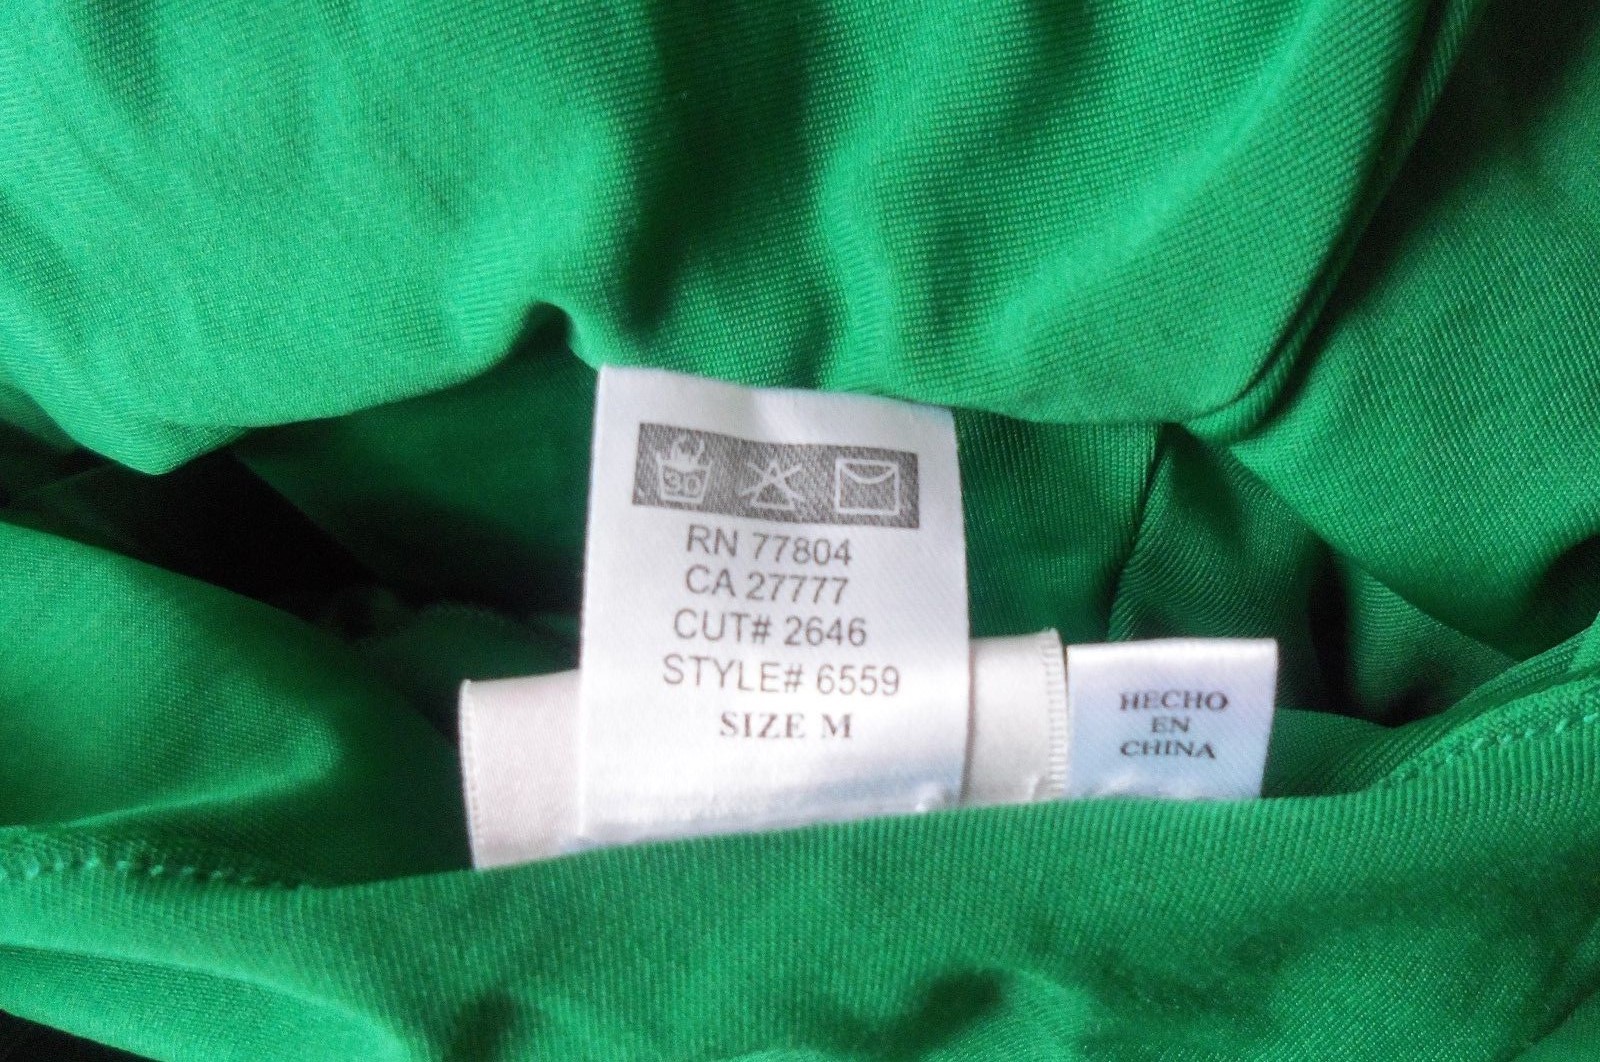 30
RN 77804
CA 27777
CUT# 2646
STYLE# 6559
SIZE M
HECHO
EN
CHINA